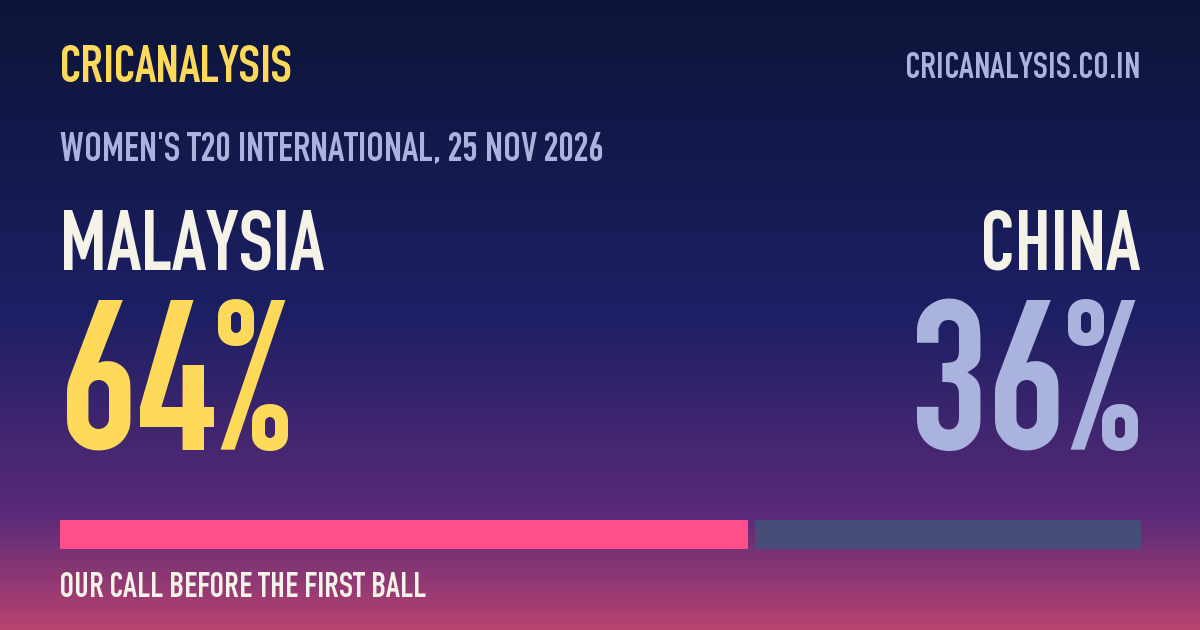 CRICANALYSIS
CRICANALYSIS.CO.IN
WOMEN'S T20 INTERNATIONAL, 25 NOV 2026
MALAYSIA
CHINA
64%
36%
OUR CALL BEFORE THE FIRST BALL